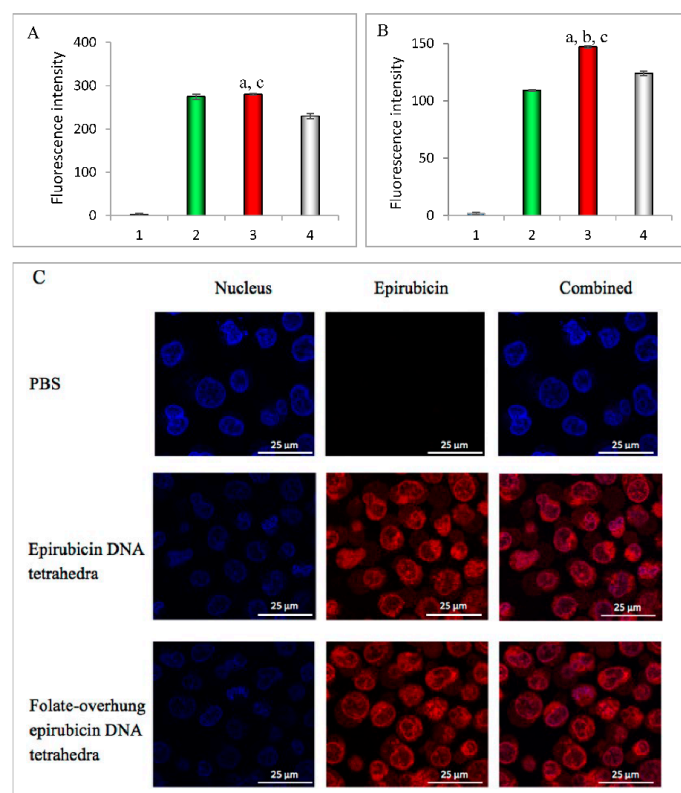 A
Fluorescence intensity
400
300
200
100
0
a, c
1 2 3 4
B
Fluorescence intensity
150
100
50
0
a, b, c
1 2 3 4
C
Nucleus Epirubicin Combined
PBS
25 µm 25 µm 25 µm
Epirubicin DNA
tetrahedra
25 µm 25 µm 25 µm
Folate-overhung
epirubicin DNA
tetrahedra
25 µm 25 µm 25 µm